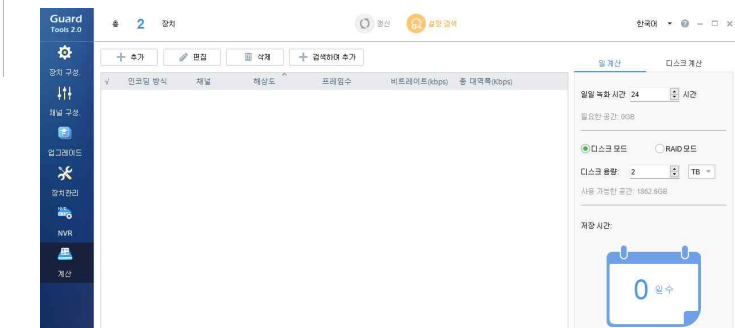 Guard
Tools 2.0
총 2 장치
갱신
설정 검색
한국어
장치 구성.
채널 구성.
업그레이드
장치관리
NVR
NVR
계산
추가
편집
삭제
검색하여 추가
√ 인코딩 방식 채널 해상도 프레임수 비트레이트(kbps) 총 대역폭(Kbps)
일 계산 디스크 계산
일일 녹화 시간: 24 시간
필요한 공간: 0GB
디스크 모드 RAID 모드
디스크 용량: 2 TB
사용 가능한 공간: 1862.6GB
저장 시간:
0 일 수